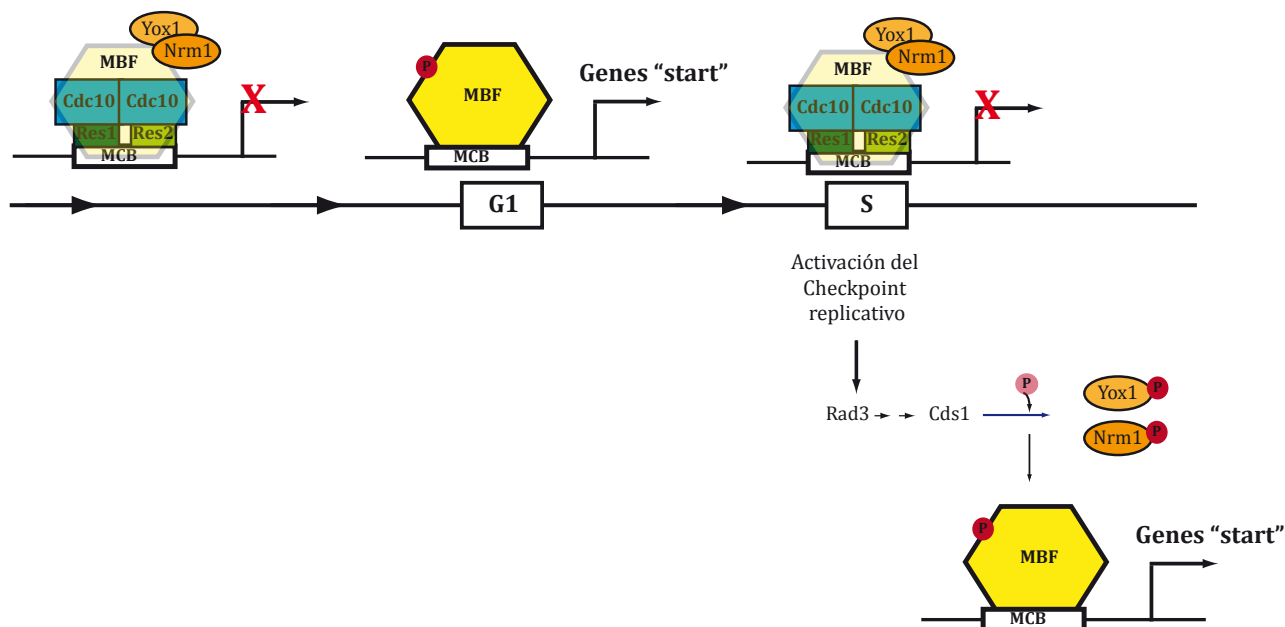 Yox1
Nrm1
MBF
Cdc10 Cdc10
Res1 Res2
MCB
X
P
MBF
MCB
Genes “start”
Yox1
Nrm1
MBF
Cdc10 Cdc10
Res1 Res2
MCB
X
G1
S
Activación del
Checkpoint
replicativo
Rad3
Cds1
P
Yox1
P
Nrm1
P
P
MBF
MCB
Genes “start”